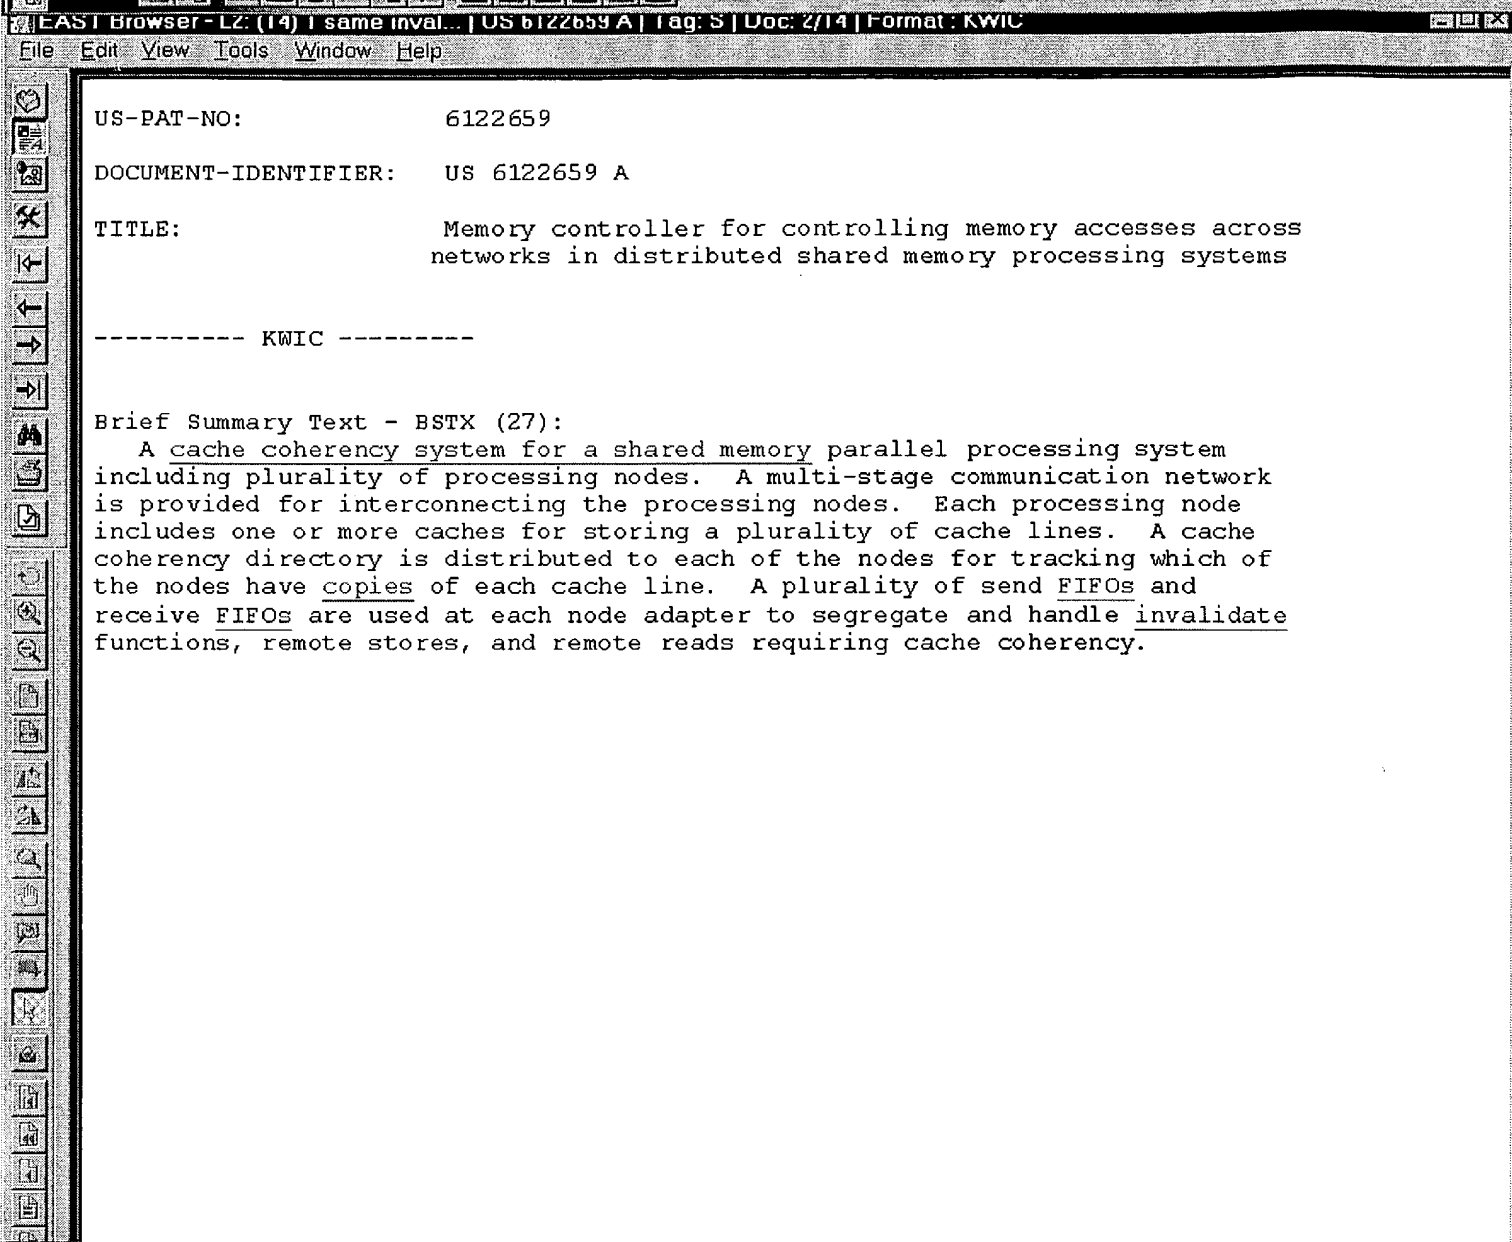 EAST Browser - L2: (14) 1 same inval... | US 6122659 A | Tag: S | Doc: 2/14 | Format : KWIC
File Edit View Tools Window Help
US-PAT-NO: 6122659
DOCUMENT-IDENTIFIER: US 6122659 A
TITLE: Memory controller for controlling memory accesses across
networks in distributed shared memory processing systems
---------- KWIC ---------
Brief Summary Text - BSTX (27):
A cache coherency system for a shared memory parallel processing system
including plurality of processing nodes. A multi-stage communication network
is provided for interconnecting the processing nodes. Each processing node
includes one or more caches for storing a plurality of cache lines. A cache
coherency directory is distributed to each of the nodes for tracking which of
the nodes have copies of each cache line. A plurality of send FIFOs and
receive FIFOs are used at each node adapter to segregate and handle invalidate
functions, remote stores, and remote reads requiring cache coherency.